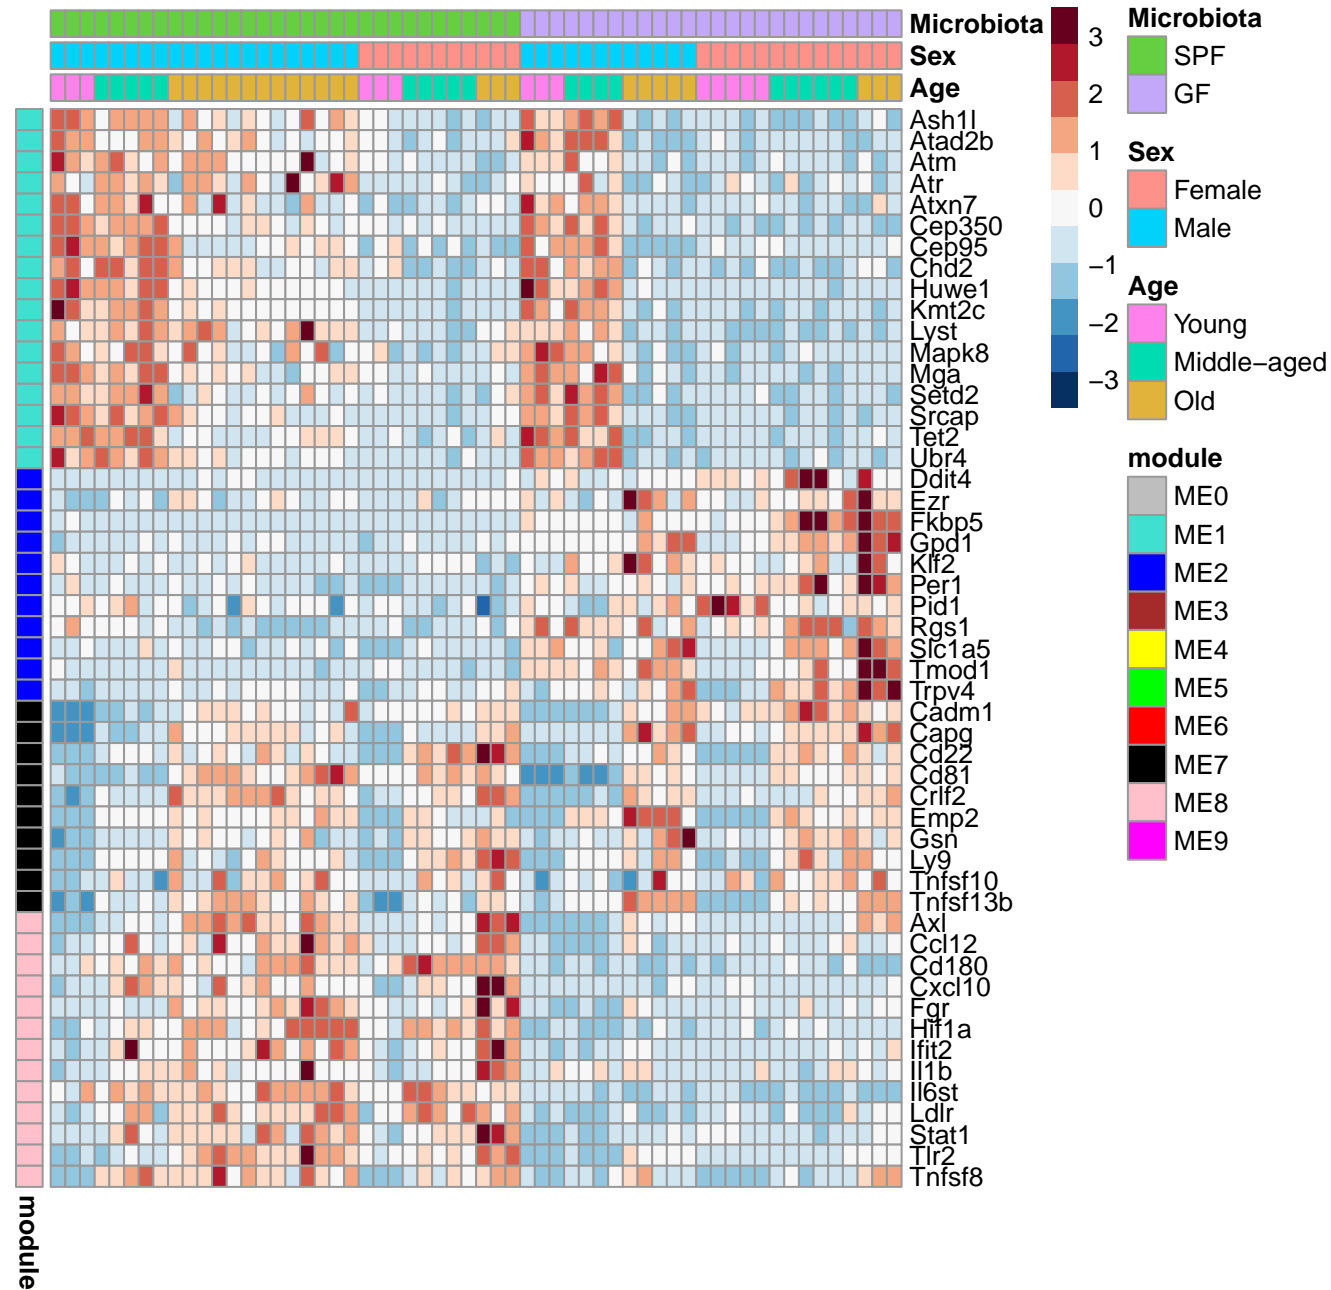 Microbiota
Sex
Age
Ash1l
Atad2b
Atm
Atr
Atxn7
Cep350
Cep95
Chd2
Huwe1
Kmt2c
Lyst
Mapk8
Mga
Setd2
Srcap
Tet2
Ubr4
Ddit4
Ezr
Fkbp5
Gpd1
Klf2
Per1
Pid1
Rgs1
Slc1a5
Tmod1
Trpv4
Cadm1
Capg
Cd22
Cd81
Crlf2
Emp2
Gsn
Ly9
Tnfsf10
Tnfsf13b
Axl
Ccl12
Cd180
Cxcl10
Fgr
Hif1a
Ifit2
Il1b
Il6st
Ldlr
Stat1
Tlr2
Tnfsf8
module
3
2
1
0
−1
−2
−3
Microbiota
SPF
GF
Sex
Female
Male
Age
Young
Middle−aged
Old
module
ME0
ME1
ME2
ME3
ME4
ME5
ME6
ME7
ME8
ME9